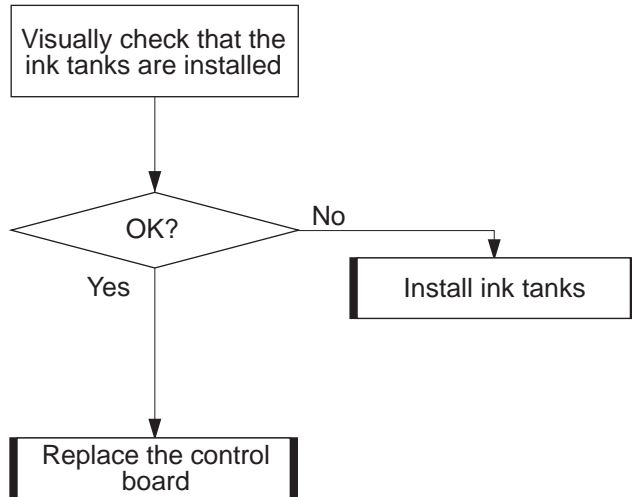 Visually check that the
ink tanks are installed
OK?
No
Yes
Install ink tanks
Replace the control
board